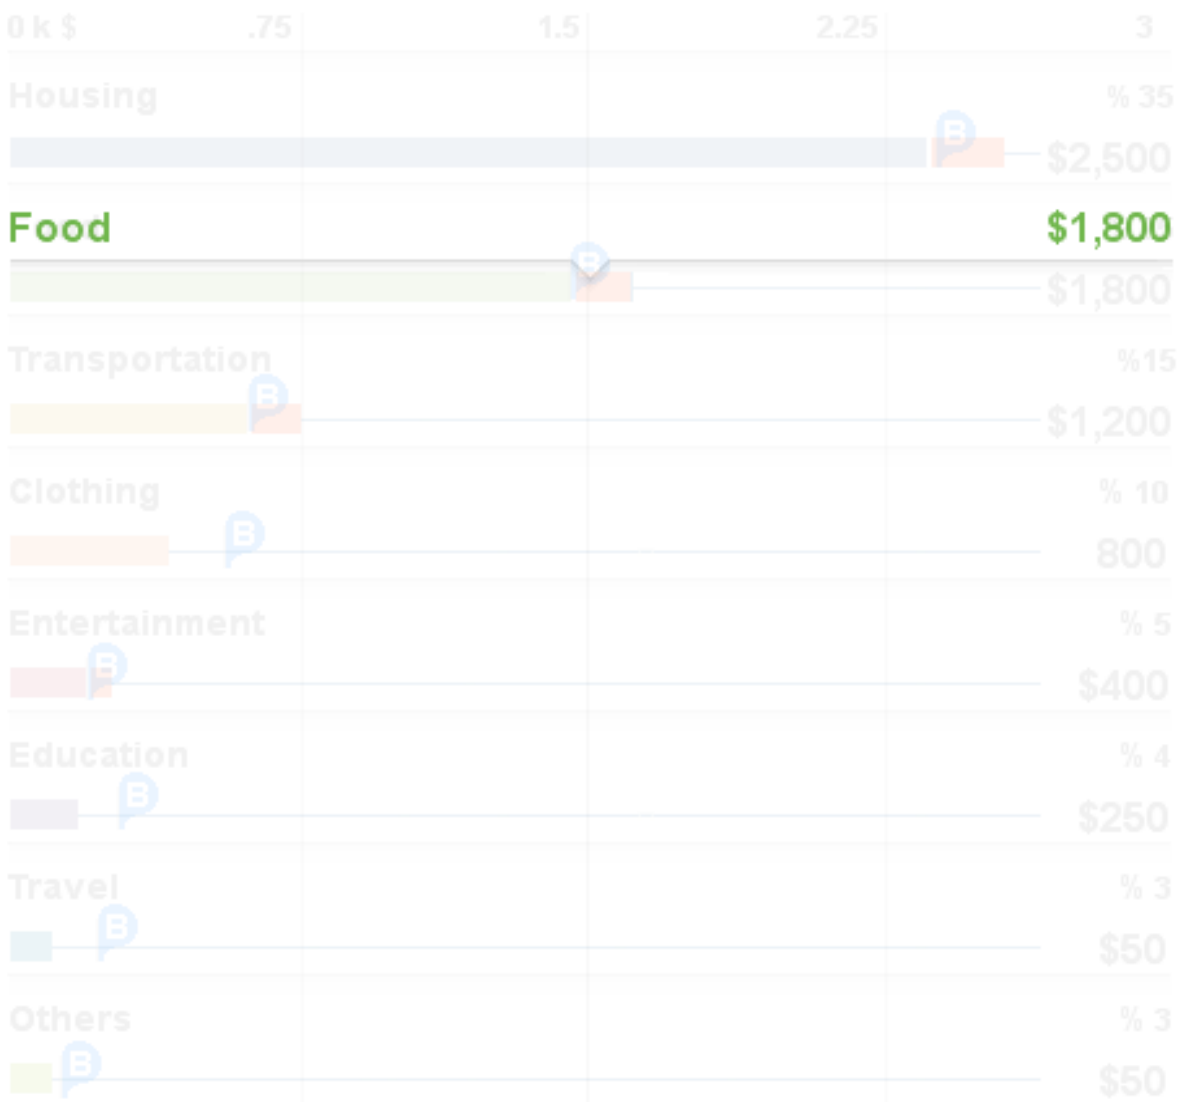 0 k $ .75 1.5 2.25 3
Housing % 35
B
$2,500
Food $1,800
B
$1,800
Transportation %15
B
$1,200
Clothing % 10
B
800
Entertainment % 5
B
$400
Education % 4
B
$250
Travel % 3
B
$50
Others % 3
B
$50